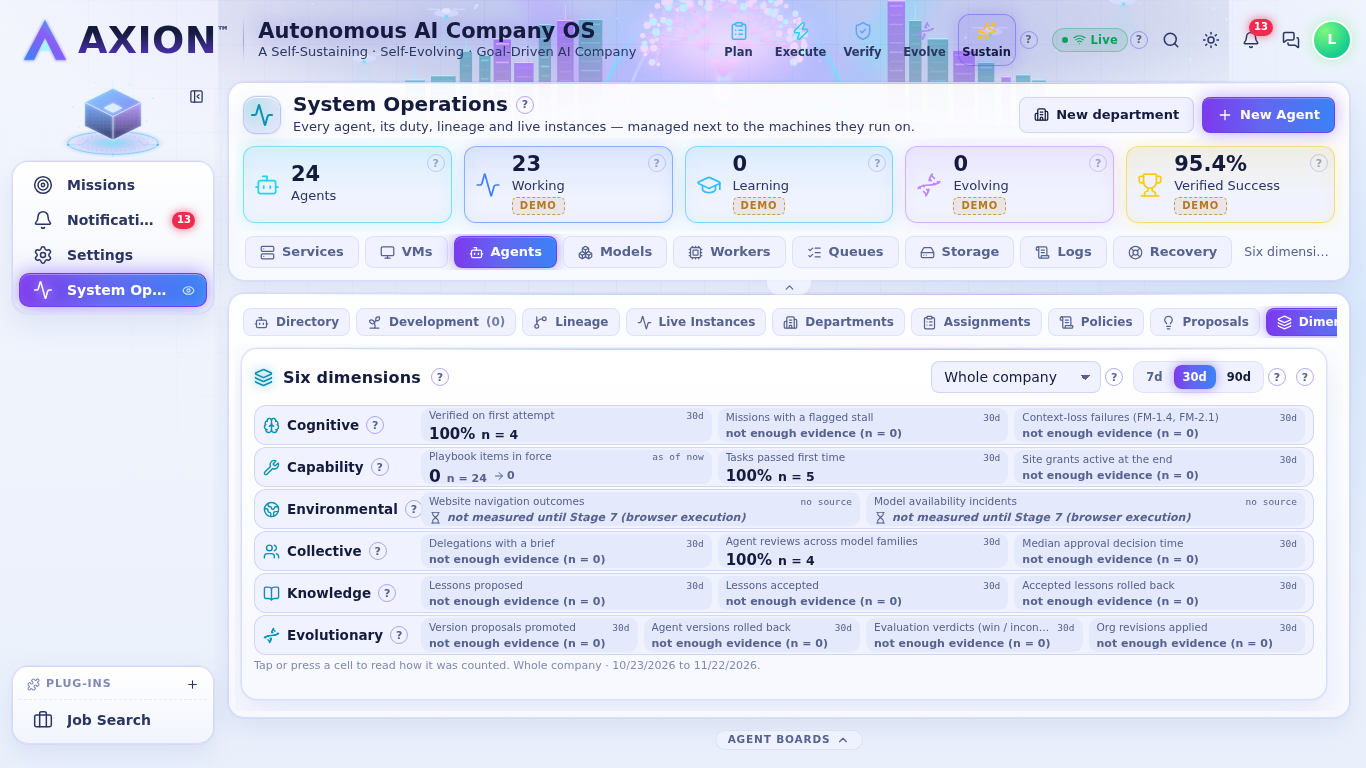 AXION™
Autonomous AI Company OS
A Self-Sustaining · Self-Evolving · Goal-Driven AI Company
Plan
Execute
Verify
Evolve
Sustain
?
Live
?
13
L
Missions
Notificati...
13
Settings
System Op...
PLUG-INS
+
Job Search
System Operations
?
Every agent, its duty, lineage and live instances — managed next to the machines they run on.
New department
New Agent
24
Agents
?
23
Working
DEMO
?
0
Learning
DEMO
?
0
Evolving
DEMO
?
95.4%
Verified Success
DEMO
?
Services
VMs
Agents
Models
Workers
Queues
Storage
Logs
Recovery
Six dimensi...
Directory
Development (0)
Lineage
Live Instances
Departments
Assignments
Policies
Proposals
Six dimensions
?
Whole company
?
7d
30d
90d
?
?
Cognitive
?
Verified on first attempt
30d
100% n = 4
Missions with a flagged stall
30d
not enough evidence (n = 0)
Context-loss failures (FM-1.4, FM-2.1)
30d
not enough evidence (n = 0)
Capability
?
Playbook items in force
as of now
0 n = 24 → 0
Tasks passed first time
30d
100% n = 5
Site grants active at the end
30d
not enough evidence (n = 0)
Environmental
?
Website navigation outcomes
no source
not measured until Stage 7 (browser execution)
Model availability incidents
no source
not measured until Stage 7 (browser execution)
Collective
?
Delegations with a brief
30d
not enough evidence (n = 0)
Agent reviews across model families
30d
100% n = 4
Median approval decision time
30d
not enough evidence (n = 0)
Knowledge
?
Lessons proposed
30d
not enough evidence (n = 0)
Lessons accepted
30d
not enough evidence (n = 0)
Accepted lessons rolled back
30d
not enough evidence (n = 0)
Evolutionary
?
Version proposals promoted
30d
not enough evidence (n = 0)
Agent versions rolled back
30d
not enough evidence (n = 0)
Evaluation verdicts (win / incon...
30d
not enough evidence (n = 0)
Org revisions applied
30d
not enough evidence (n = 0)
Tap or press a cell to read how it was counted. Whole company · 10/23/2026 to 11/22/2026.
AGENT BOARDS